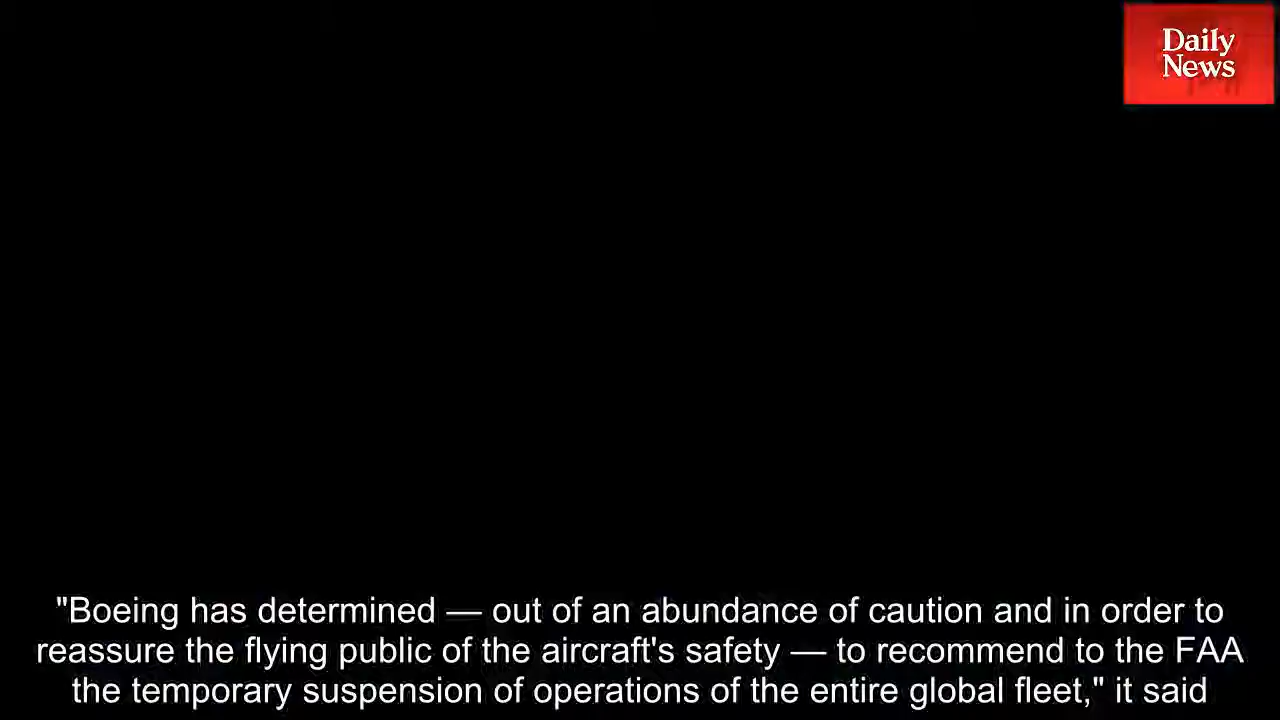 Daily
News
"Boeing has determined — out of an abundance of caution and in order to
reassure the flying public of the aircraft's safety — to recommend to the FAA
the temporary suspension of operations of the entire global fleet," it said